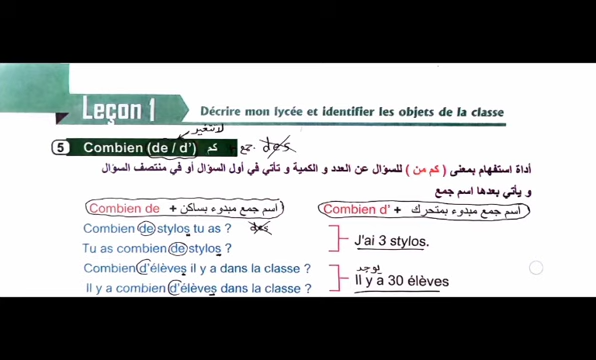 لا تتغير
Leçon 1
Décrire mon lycée et identifier les objets de la classe
5 Combien (de / d') كم + جمع. des
أداة استفهام بمعنى ( كم من ) للسؤال عن العدد و الكمية و تأتي في أول السؤال أو في منتصف السؤال
و يأتي بعدها اسم جمع
Combien de + اسم جمع مبدوء بساكن
Combien d' + اسم جمع مبدوء بمتحرك
Combien de stylos tu as ? des
Tu as combien de stylos ?
J'ai 3 stylos.
Combien d'élèves il y a dans la classe ?
Il y a combien d'élèves dans la classe ?
يوجد
Il y a 30 élèves